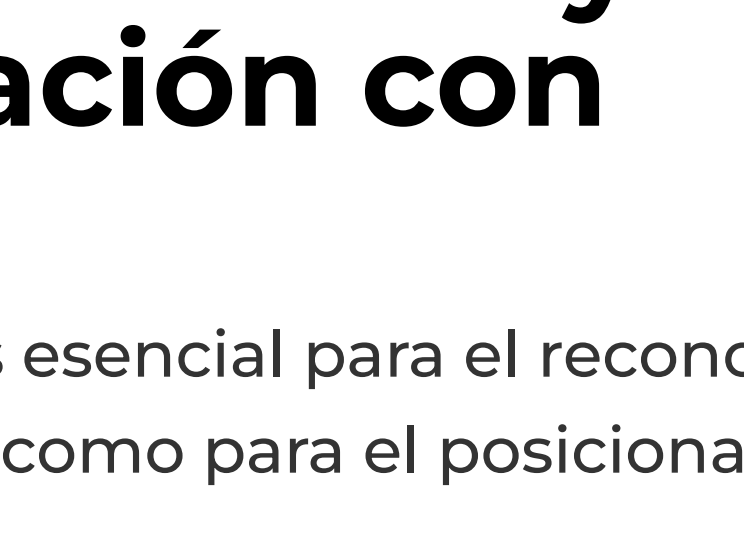 ación con
esencial para el recono
como para el posiciona